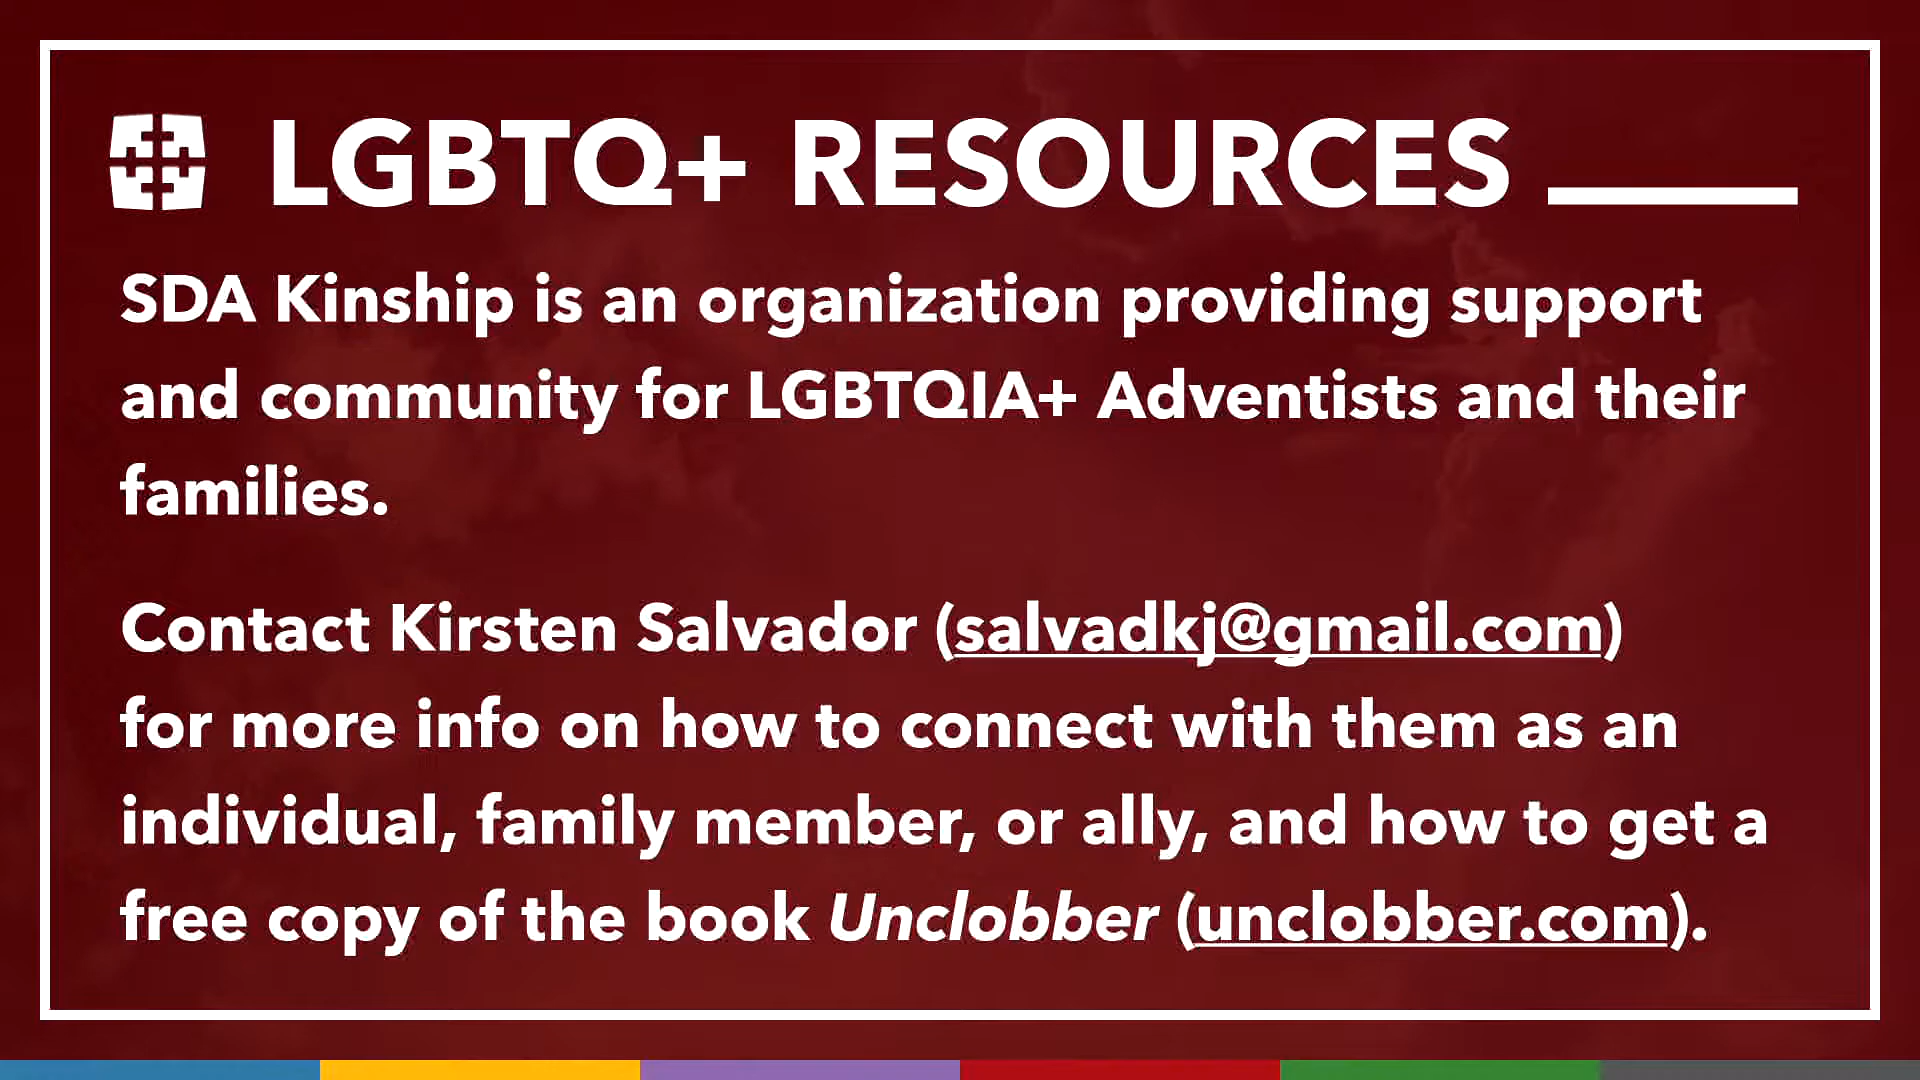 LGBTQ+ RESOURCES
SDA Kinship is an organization providing support
and community for LGBTQIA+ Adventists and their
families.
Contact Kirsten Salvador (salvadkj@gmail.com)
for more info on how to connect with them as an
individual, family member, or ally, and how to get a
free copy of the book Unclobber (unclobber.com).